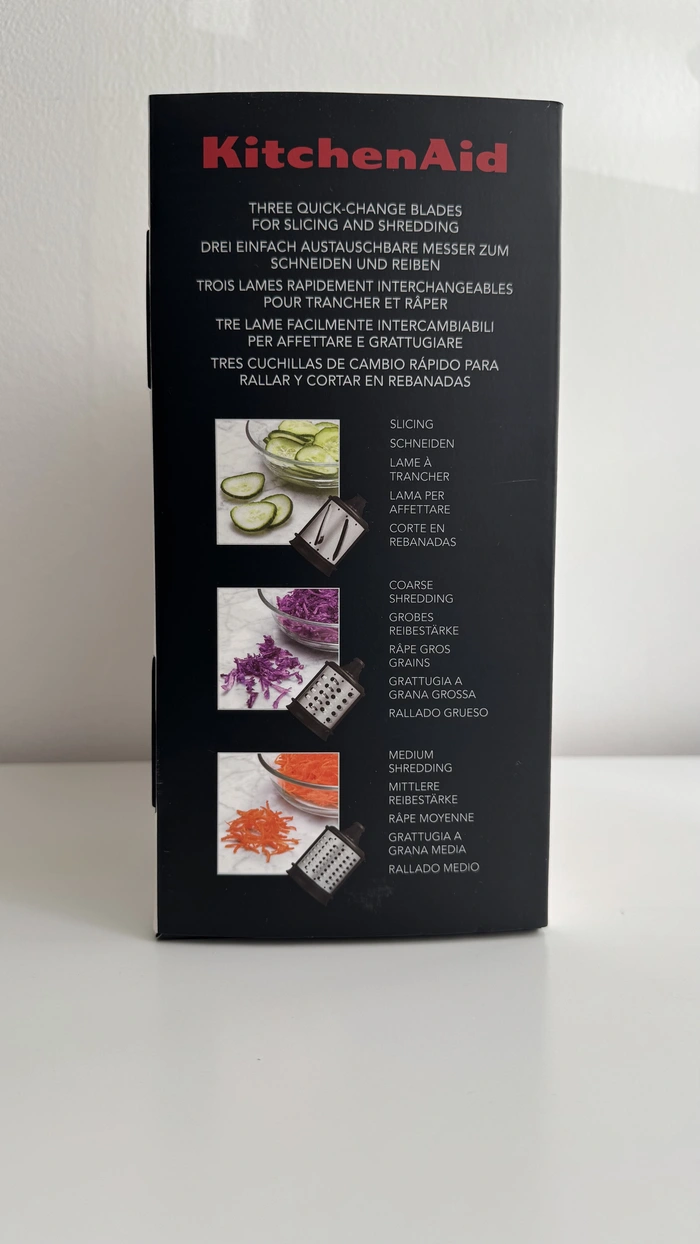 KitchenAid
THREE QUICK-CHANGE BLADES
FOR SLICING AND SHREDDING
DREI EINFACH AUSTAUSCHBARE MESSER ZUM
SCHNEIDEN UND REIBEN
TROIS LAMES RAPIDEMENT INTERCHANGEABLES
POUR TRANCHER ET RÂPER
TRE LAME FACILMENTE INTERCAMBIABILI
PER AFFETTARE E GRATTUGIARE
TRES CUCHILLAS DE CAMBIO RÁPIDO PARA
RALLAR Y CORTAR EN REBANADAS
SLICING
SCHNEIDEN
LAME À
TRANCHER
LAMA PER
AFFETTARE
CORTE EN
REBANADAS
COARSE
SHREDDING
GROBES
REIBESTÄRKE
RÂPE GROS
GRAINS
GRATTUGIA A
GRANA GROSSA
RALLADO GRUESO
MEDIUM
SHREDDING
MITTLERE
REIBESTÄRKE
RÂPE MOYENNE
GRATTUGIA A
GRANA MEDIA
RALLADO MEDIO